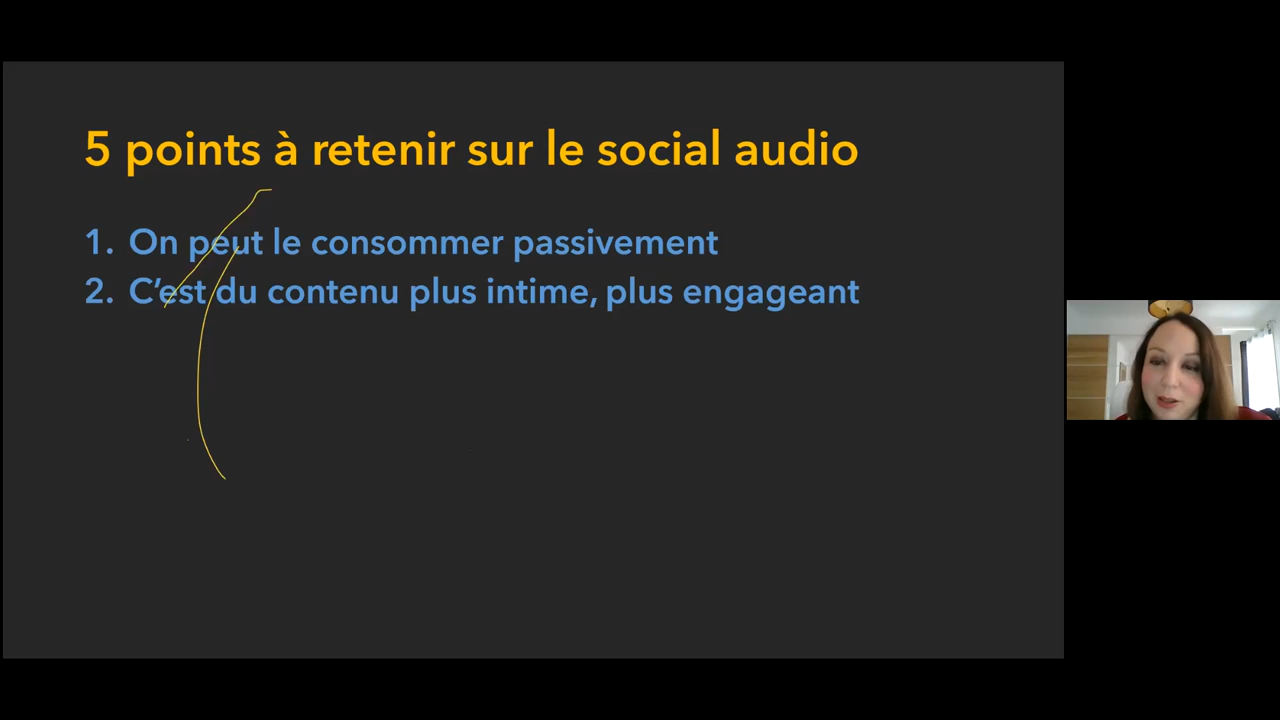 5 points à retenir sur le social audio
1. On peut le consommer passivement
2. C’est du contenu plus intime, plus engageant